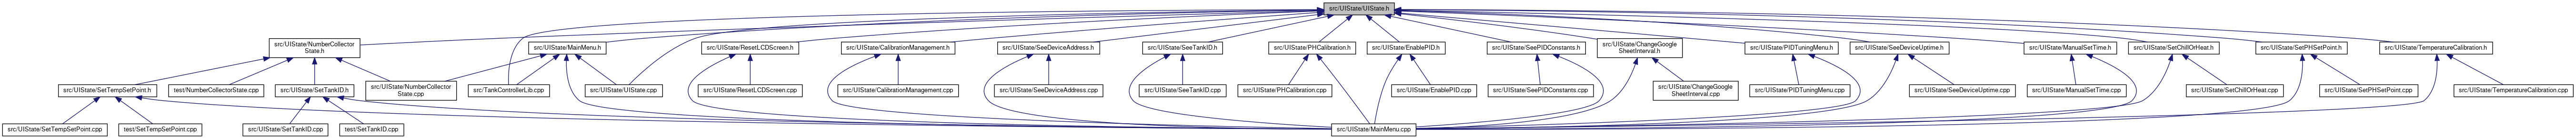 src/UIState/UIState.h
src/UIState/NumberCollector
State.h
src/UIState/MainMenu.h
src/UIState/ResetLCDScreen.h
src/UIState/CalibrationManagement.h
src/UIState/SeeDeviceAddress.h
src/UIState/SeeTankID.h
src/UIState/PHCalibration.h
src/UIState/EnablePID.h
src/UIState/SeePIDConstants.h
src/UIState/ChangeGoogle
SheetInterval.h
src/UIState/PIDTuningMenu.h
src/UIState/SeeDeviceUptime.h
src/UIState/ManualSetTime.h
src/UIState/SetChillOrHeat.h
src/UIState/SetPHSetPoint.h
src/UIState/TemperatureCalibration.h
src/UIState/SetTempSetPoint.h
test/NumberCollectorState.cpp
src/UIState/SetTankID.h
src/UIState/NumberCollector
State.cpp
src/TankControllerLib.cpp
src/UIState/UIState.cpp
src/UIState/ResetLCDScreen.cpp
src/UIState/CalibrationManagement.cpp
src/UIState/SeeDeviceAddress.cpp
src/UIState/SeeTankID.cpp
src/UIState/PHCalibration.cpp
src/UIState/EnablePID.cpp
src/UIState/SeePIDConstants.cpp
src/UIState/ChangeGoogle
SheetInterval.cpp
src/UIState/PIDTuningMenu.cpp
src/UIState/SeeDeviceUptime.cpp
src/UIState/ManualSetTime.cpp
src/UIState/SetChillOrHeat.cpp
src/UIState/SetPHSetPoint.cpp
src/UIState/TemperatureCalibration.cpp
src/UIState/SetTempSetPoint.cpp
test/SetTempSetPoint.cpp
src/UIState/SetTankID.cpp
test/SetTankID.cpp
src/UIState/MainMenu.cpp